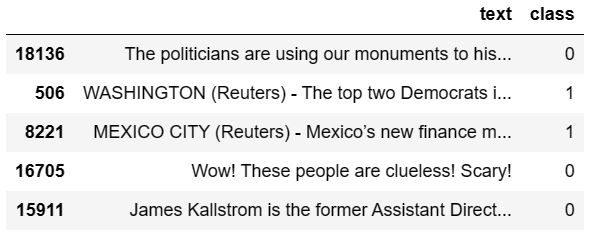 text class
18136 The politicians are using our monuments to his... 0
506 WASHINGTON (Reuters) - The top two Democrats i... 1
8221 MEXICO CITY (Reuters) - Mexico’s new finance m... 1
16705 Wow! These people are clueless! Scary! 0
15911 James Kallstrom is the former Assistant Direct... 0